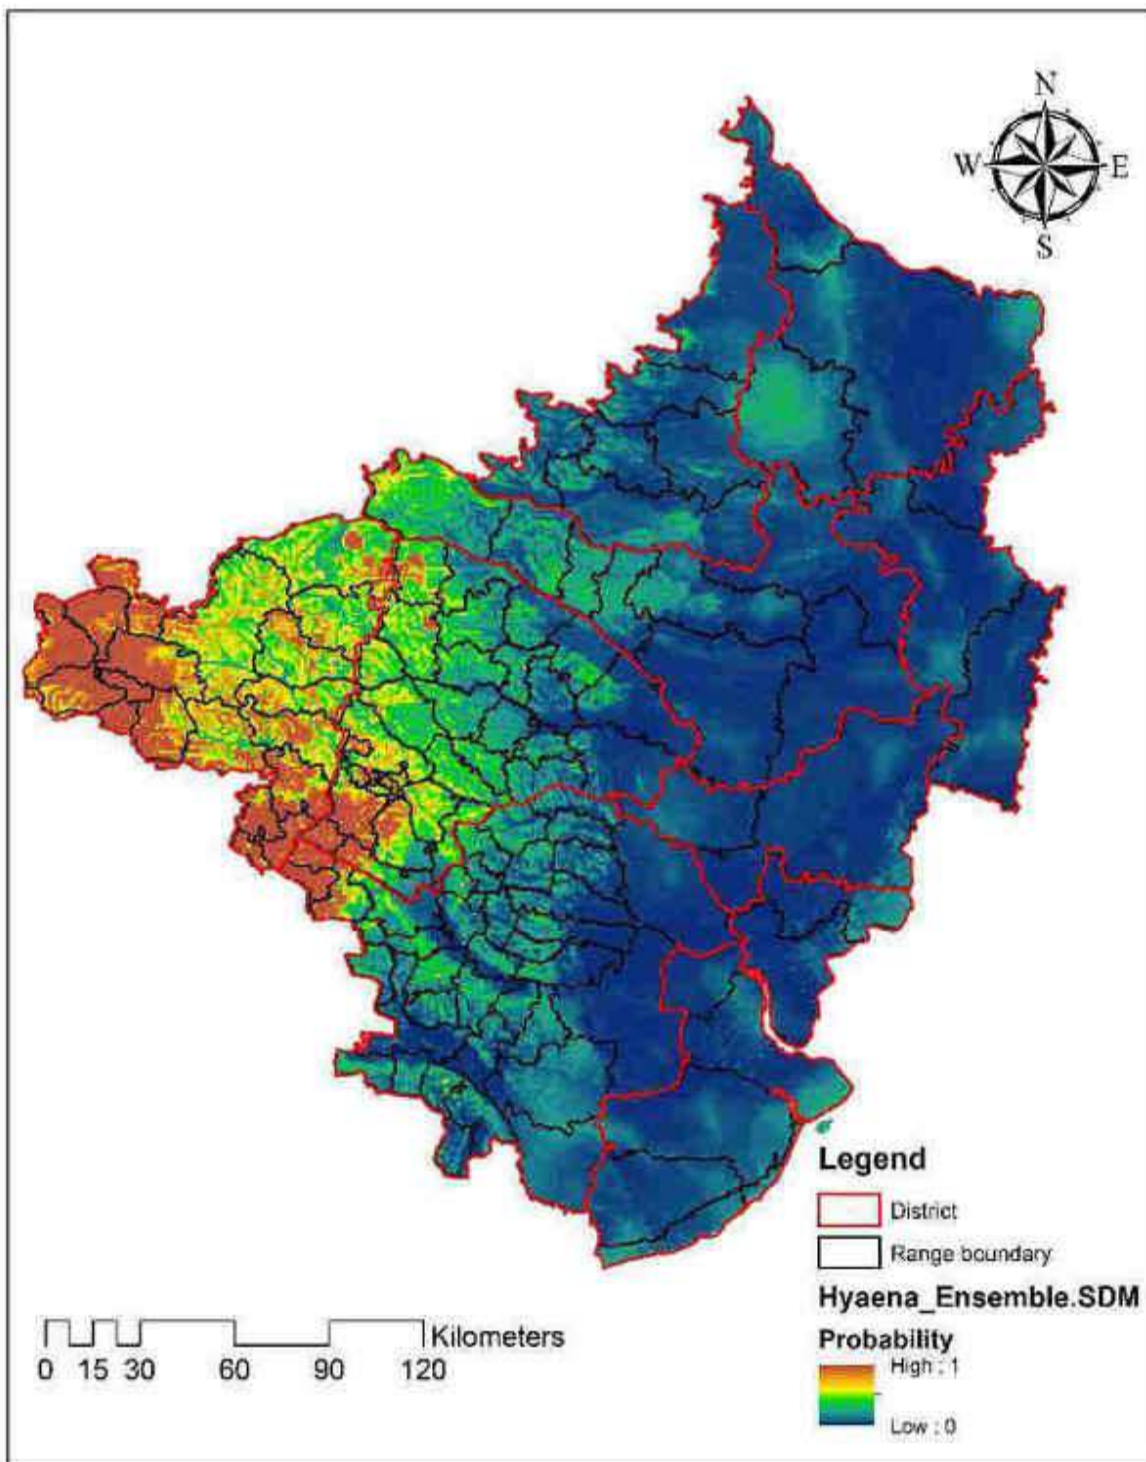 N
W E
S
Legend
District
Range boundary
Hyaena_Ensemble.SDM
Probability
High : 1
Low : 0
Kilometers
0 15 30 60 90 120